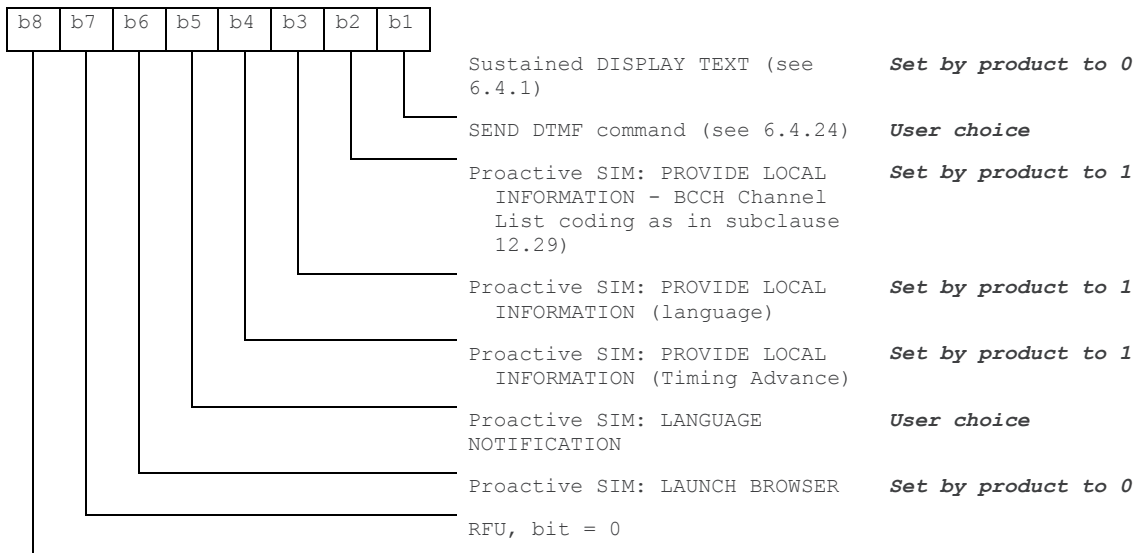 b8 b7 b6 b5 b4 b3 b2 b1
Sustained DISPLAY TEXT (see Set by product to 0
6.4.1)
SEND DTMF command (see 6.4.24) User choice
Proactive SIM: PROVIDE LOCAL Set by product to 1
INFORMATION - BCCH Channel
List coding as in subclause
12.29)
Proactive SIM: PROVIDE LOCAL Set by product to 1
INFORMATION (language)
Proactive SIM: PROVIDE LOCAL Set by product to 1
INFORMATION (Timing Advance)
Proactive SIM: LANGUAGE User choice
NOTIFICATION
Proactive SIM: LAUNCH BROWSER Set by product to 0
RFU, bit = 0